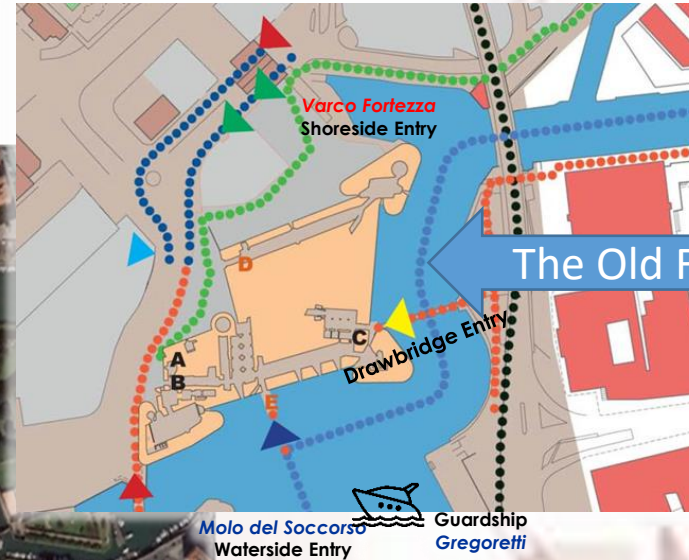 Varco Fortezza
Shoreside Entry
The Old F
D
C
Drawbridge Entry
A
B
E
Molo del Soccorso
Waterside Entry
Guardship
Gregoretti